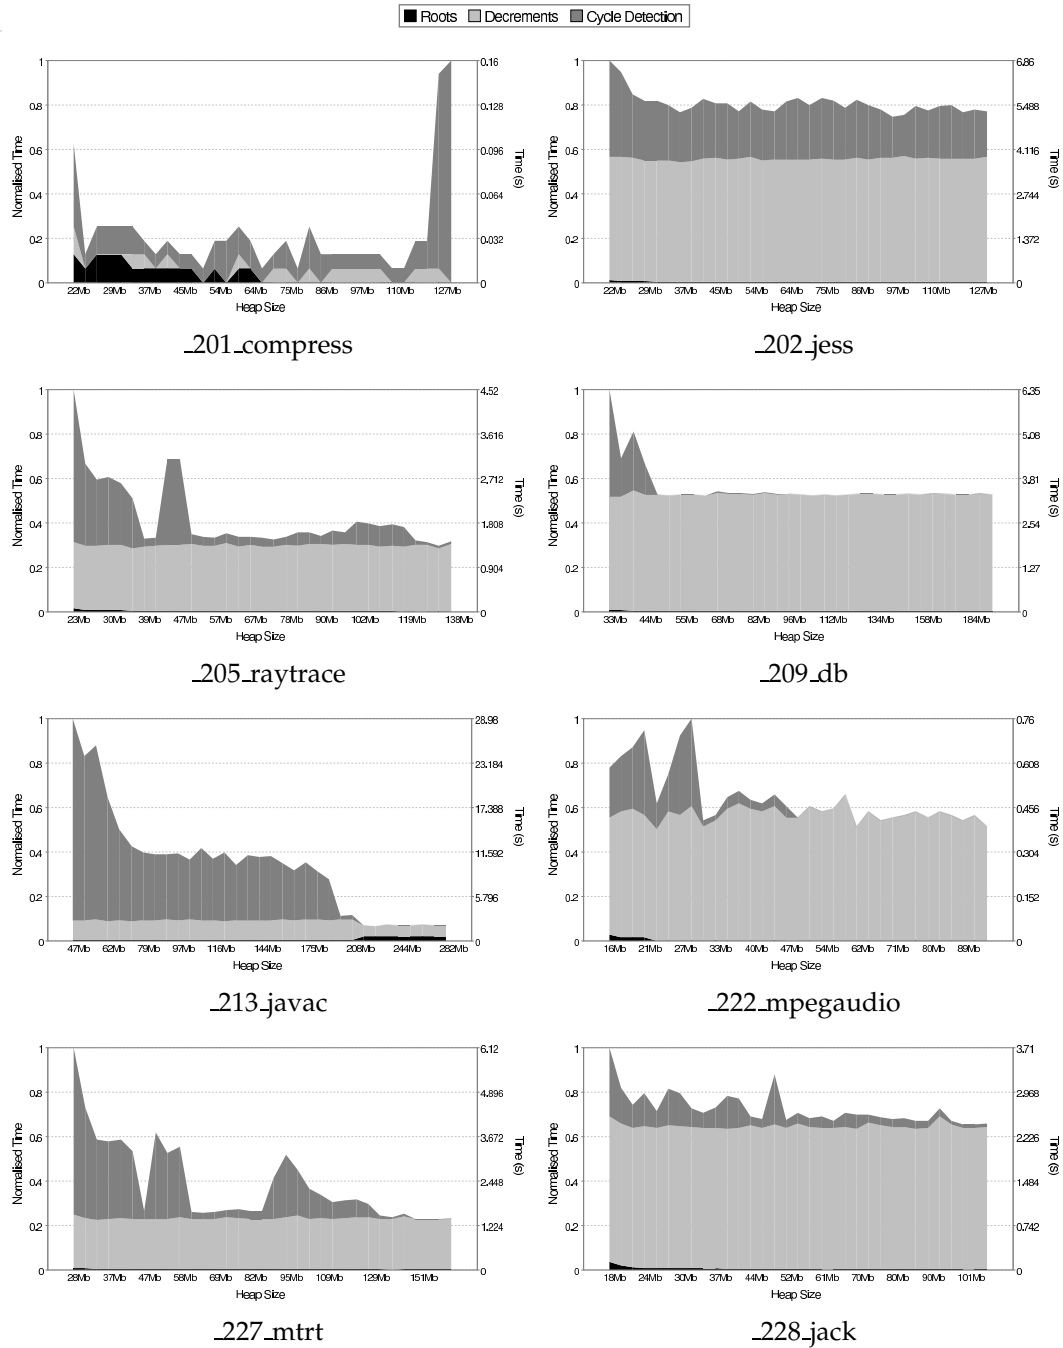 Roots Decrements Cycle Detection
1 0.8 0.6 0.4 0.2 0
Normalised Time
0.16 0.128 0.096 0.064 0.032 0
Time (s)
22Mb 29Mb 37Mb 45Mb 54Mb 64Mb 75Mb 86Mb 97Mb 110Mb 127Mb
Heap Size
_201_compress
1 0.8 0.6 0.4 0.2 0
Normalised Time
6.86 5.488 4.116 2.744 1.372 0
Time (s)
22Mb 29Mb 37Mb 45Mb 54Mb 64Mb 75Mb 86Mb 97Mb 110Mb 127Mb
Heap Size
_202_jess
1 0.8 0.6 0.4 0.2 0
Normalised Time
4.52 3.616 2.712 1.808 0.904 0
Time (s)
23Mb 30Mb 39Mb 47Mb 57Mb 67Mb 78Mb 90Mb 102Mb 119Mb 138Mb
Heap Size
_205_raytrace
1 0.8 0.6 0.4 0.2 0
Normalised Time
6.35 5.08 3.81 2.54 1.27 0
Time (s)
33Mb 44Mb 55Mb 68Mb 82Mb 96Mb 112Mb 134Mb 158Mb 184Mb
Heap Size
_209_db
1 0.8 0.6 0.4 0.2 0
Normalised Time
28.98 23.184 17.388 11.592 5.796 0
Time (s)
47Mb 62Mb 79Mb 97Mb 116Mb 144Mb 175Mb 208Mb 244Mb 282Mb
Heap Size
_213_javac
1 0.8 0.6 0.4 0.2 0
Normalised Time
0.76 0.608 0.456 0.304 0.152 0
Time (s)
16Mb 21Mb 27Mb 33Mb 40Mb 47Mb 54Mb 62Mb 71Mb 80Mb 89Mb
Heap Size
_222_mpegaudio
1 0.8 0.6 0.4 0.2 0
Normalised Time
6.12 4.896 3.672 2.448 1.224 0
Time (s)
28Mb 37Mb 47Mb 58Mb 69Mb 82Mb 95Mb 109Mb 129Mb 151Mb
Heap Size
_227_mtrt
1 0.8 0.6 0.4 0.2 0
Normalised Time
3.71 2.968 2.226 1.484 0.742 0
Time (s)
18Mb 24Mb 30Mb 37Mb 44Mb 52Mb 61Mb 70Mb 80Mb 90Mb 101Mb
Heap Size
_228_jack